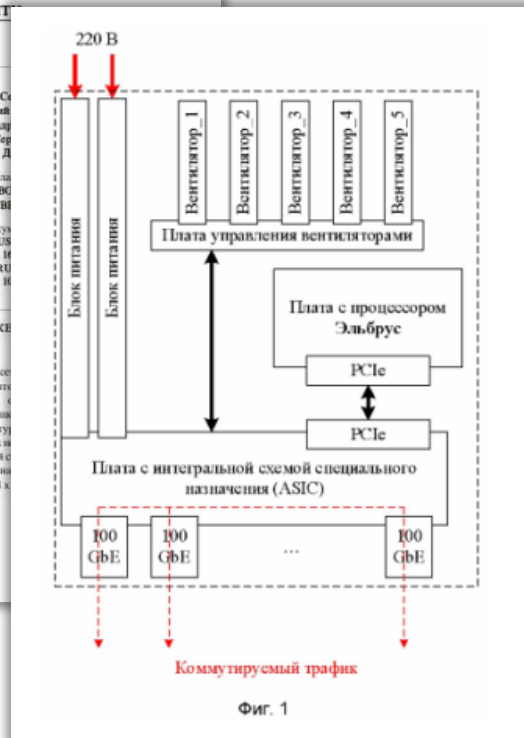 220 В
Блок питания
Блок питания
Вентилятор_1
Вентилятор_2
Вентилятор_3
Вентилятор_4
Вентилятор_5
Плата управления вентиляторами
Плата с процессором
Эльбрус
PCIe
PCIe
Плата с интегральной схемой специального
назначения (ASIC)
100
GbE
100
GbE
...
100
GbE
Коммутируемый трафик
Фиг. 1